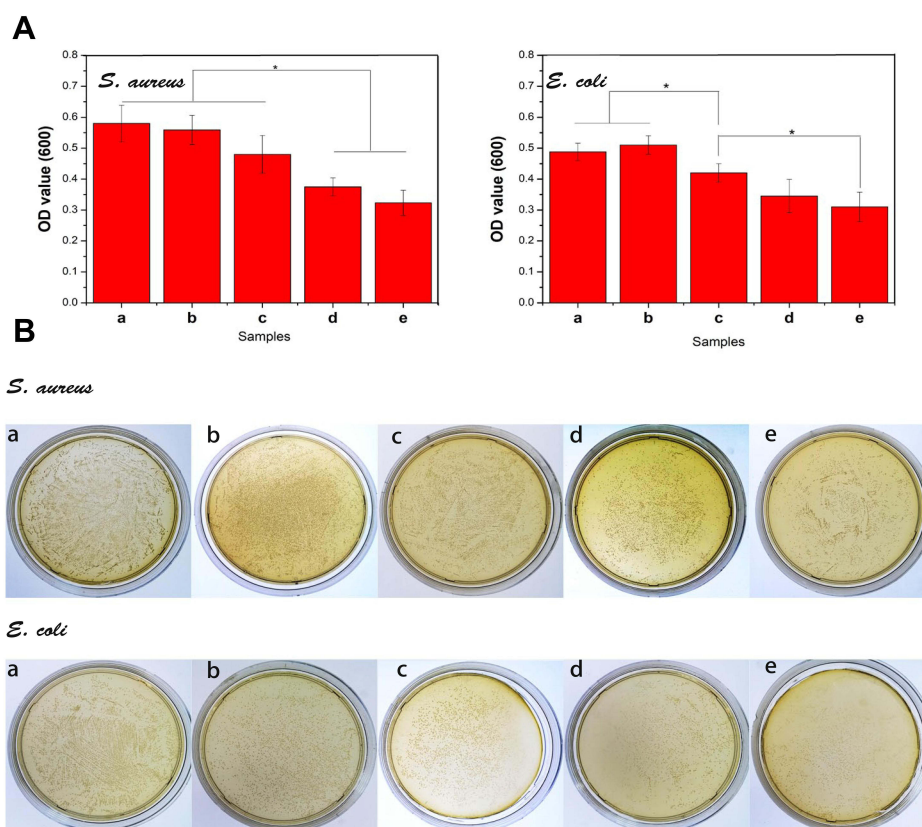 A
S. aureus
*
OD value (600)
0.8
0.7
0.6
0.5
0.4
0.3
0.2
0.1
0.0
a b c d e
Samples
E. coli
*
*
OD value (600)
0.8
0.7
0.6
0.5
0.4
0.3
0.2
0.1
0.0
a b c d e
Samples
B
S. aureus
a b c d e
E. coli
a b c d e